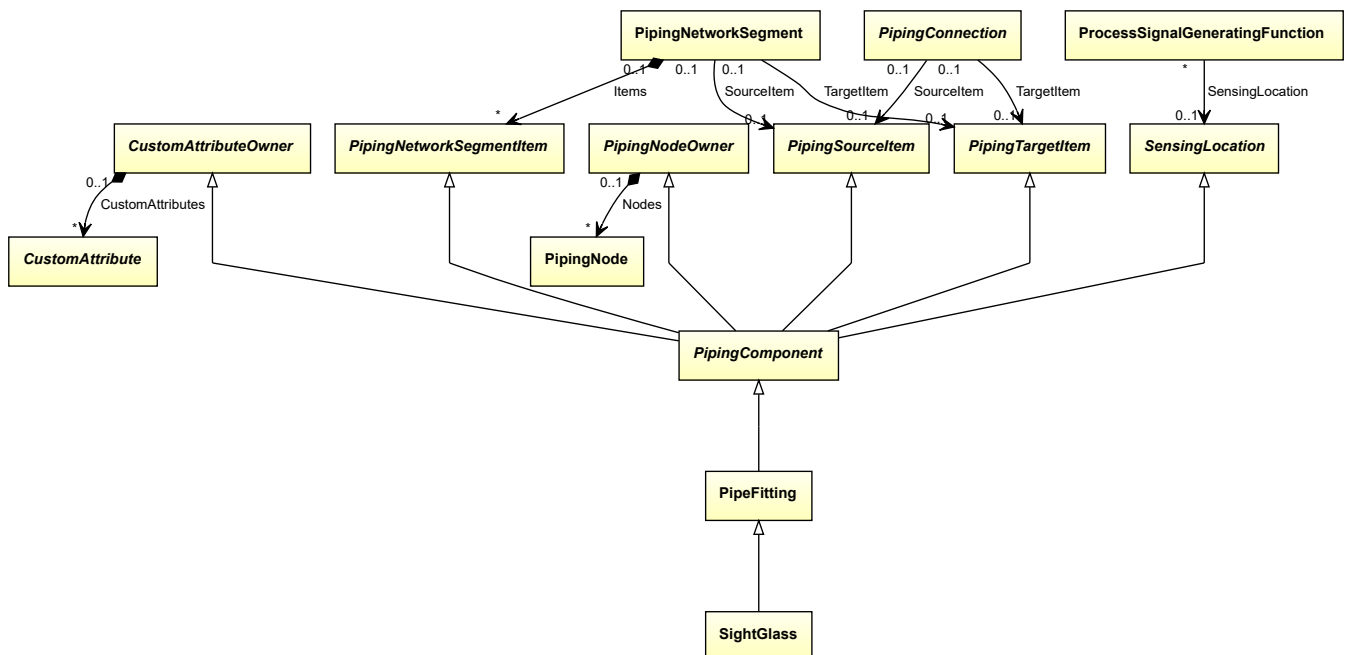 PipingNetworkSegment
PipingConnection
ProcessSignalGeneratingFunction
0..1
0..1
0..1
0..1
0..1
*
Items
SourceItem
TargetItem
SourceItem
TargetItem
SensingLocation
*
0..1
0..1
0..1
0..1
0..1
CustomAttributeOwner
PipingNetworkSegmentItem
PipingNodeOwner
PipingSourceItem
PipingTargetItem
SensingLocation
0..1
CustomAttributes
*
0..1
Nodes
*
CustomAttribute
PipingNode
PipingComponent
PipeFitting
SightGlass